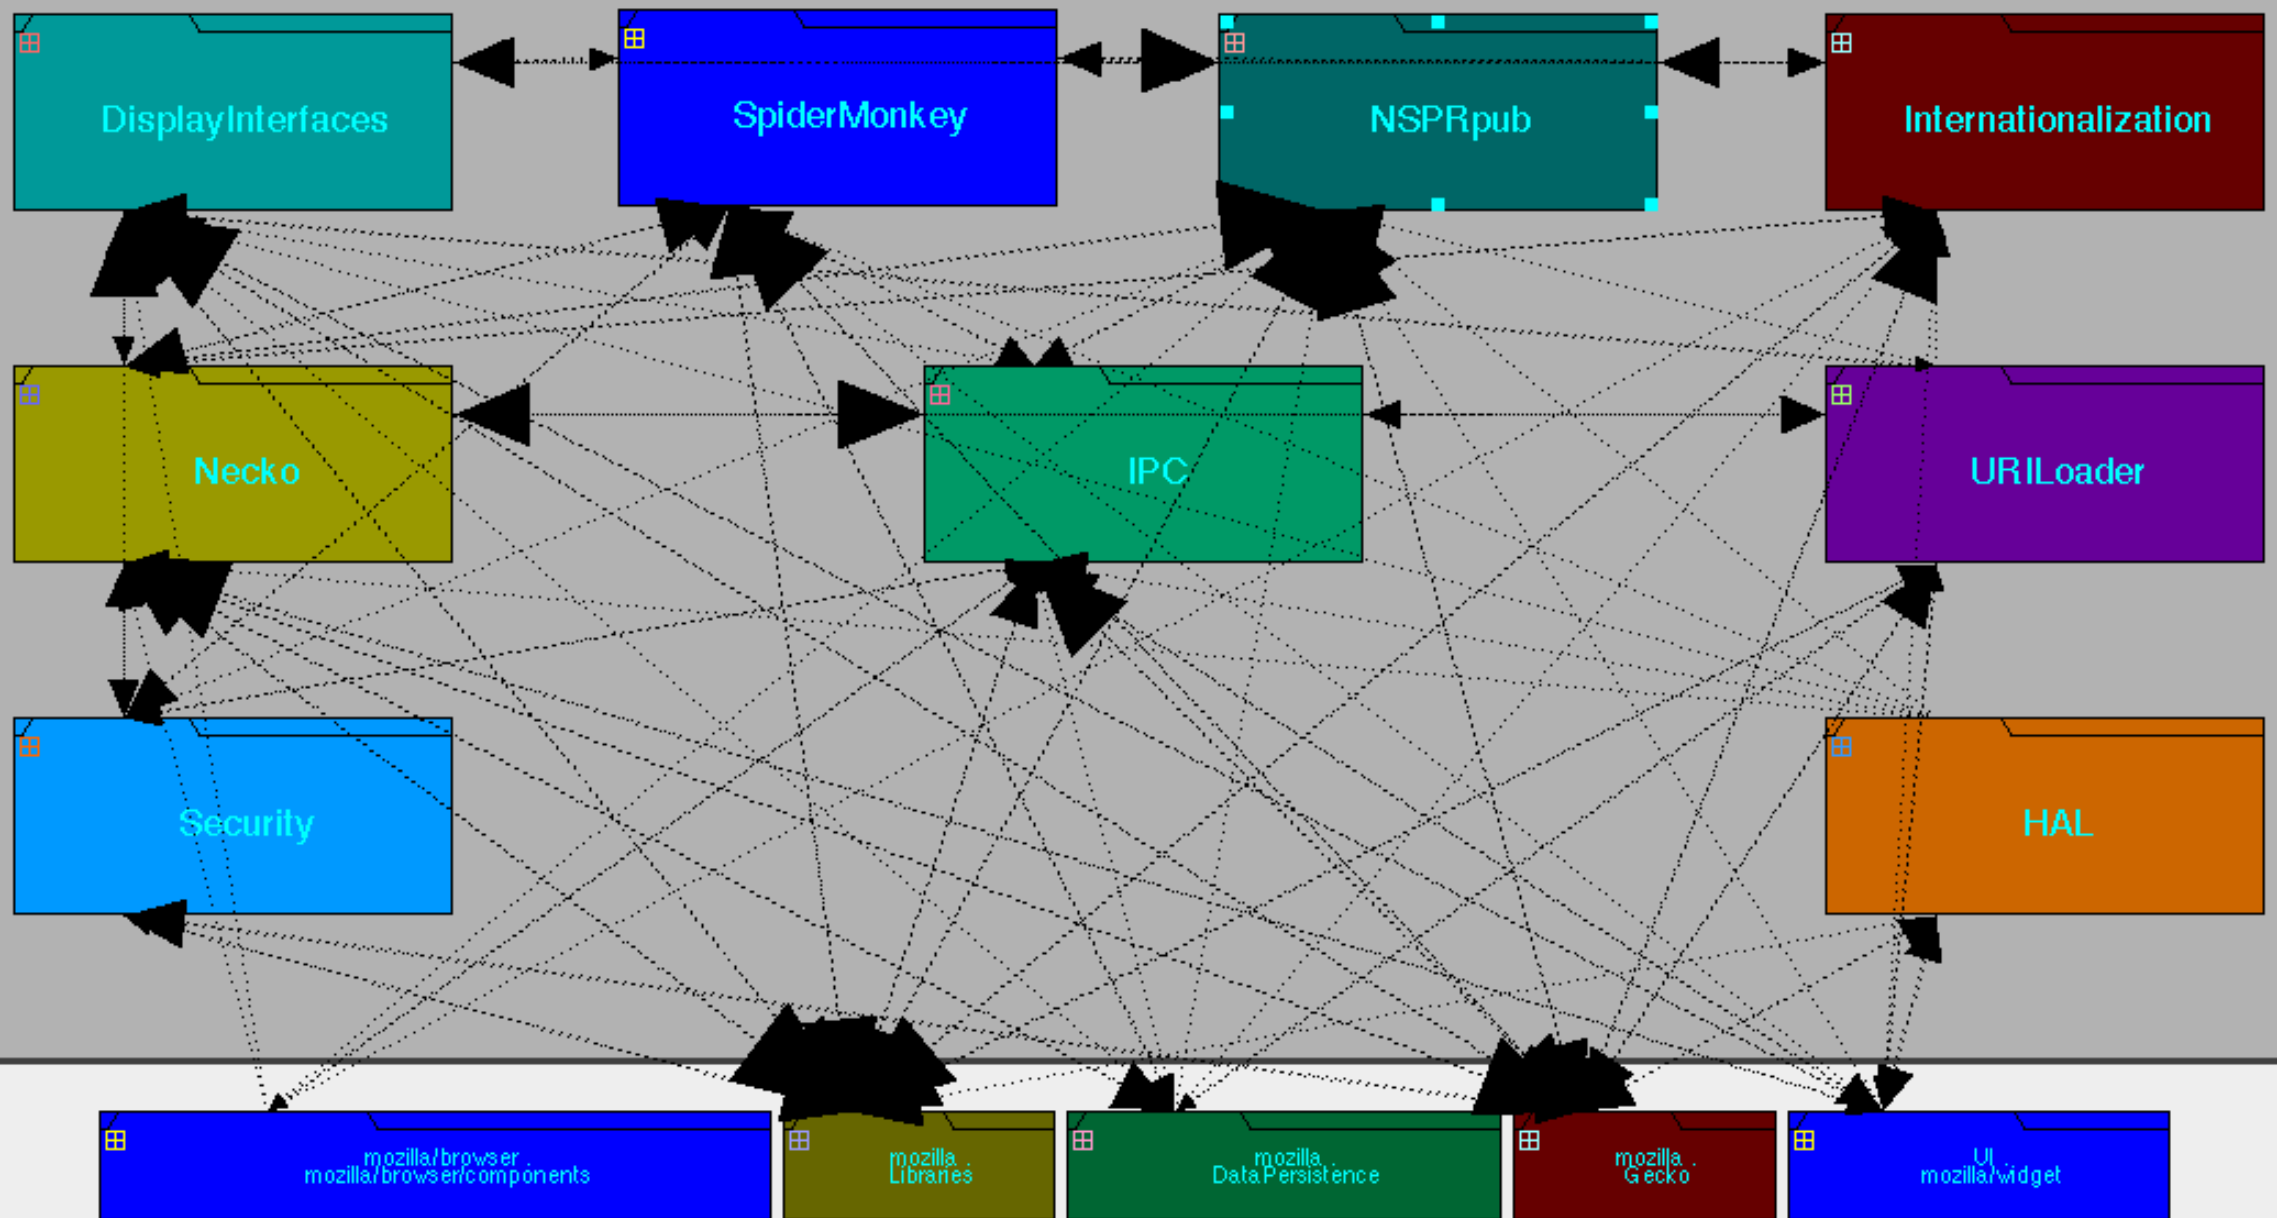 DisplayInterfaces
SpiderMonkey
NSPRpub
Internationalization
Necko
IPC
URILoader
Security
HAL
mozilla/browser .
mozilla/browser/components
mozilla .
Libraries
mozilla .
DataPersistence
mozilla .
Gecko
UI .
mozilla/widget